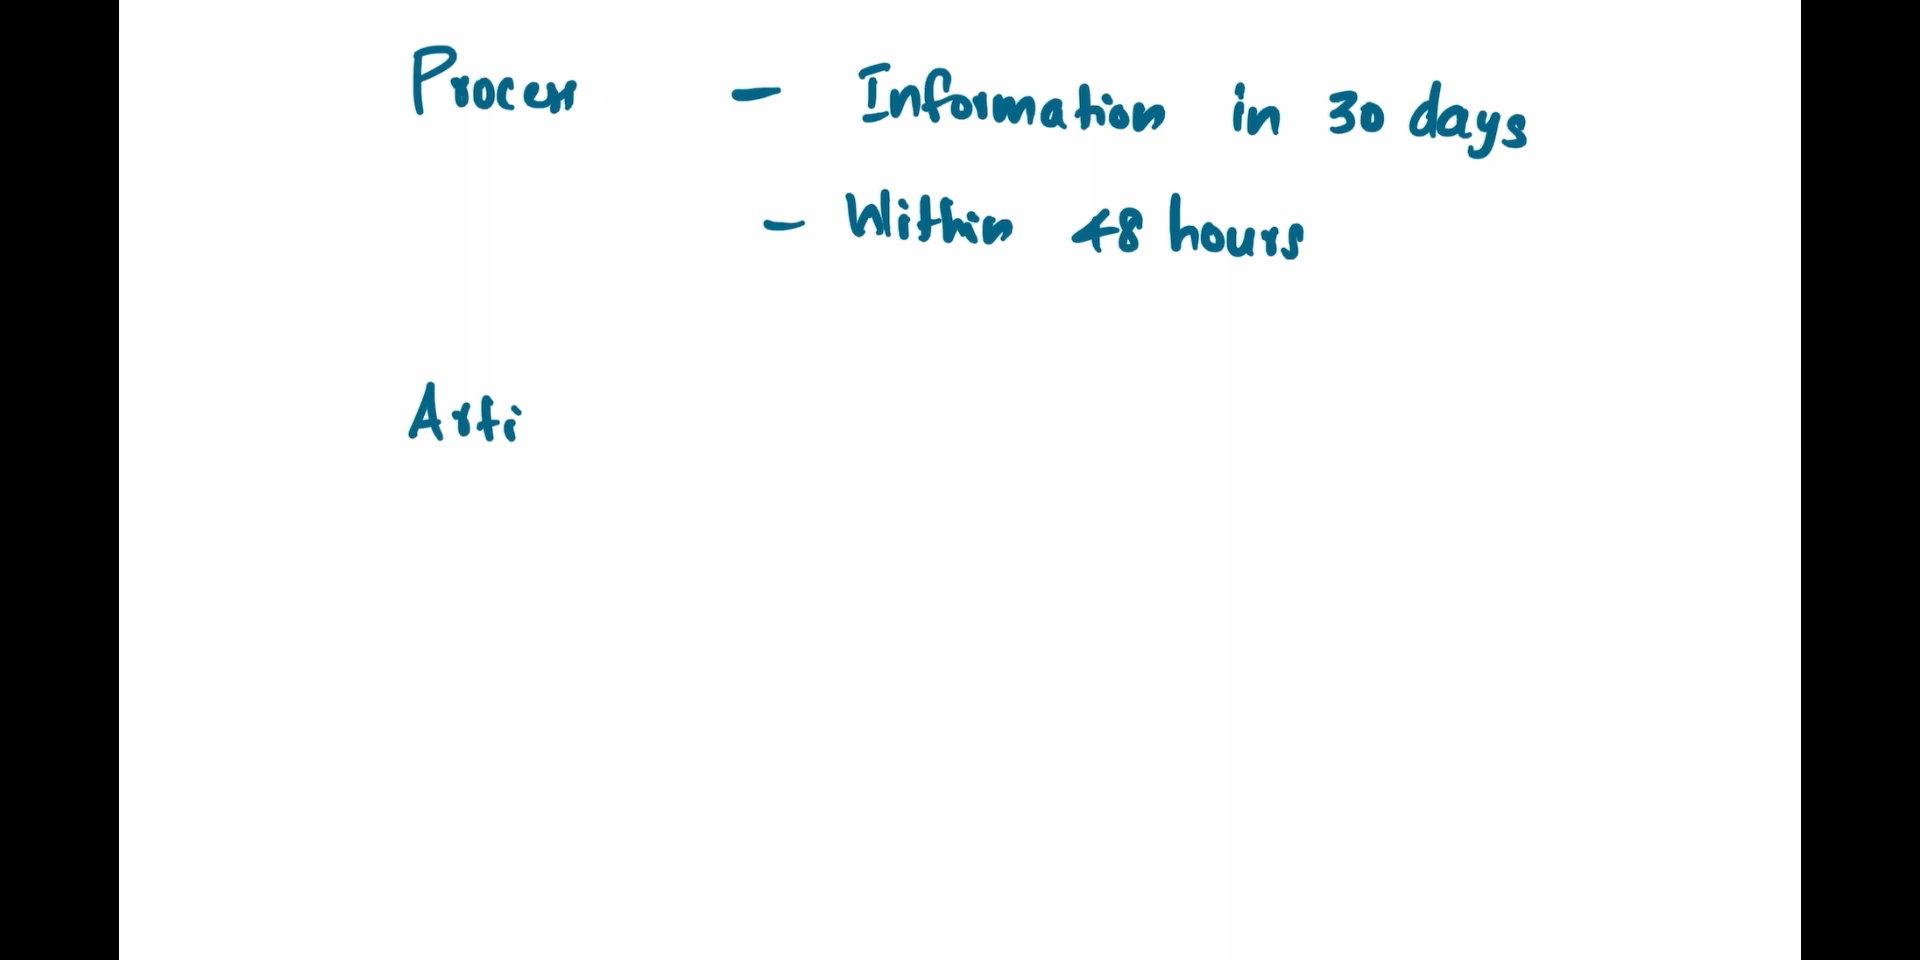 Process - Information in 30 days
- Within 48 hours
Arti